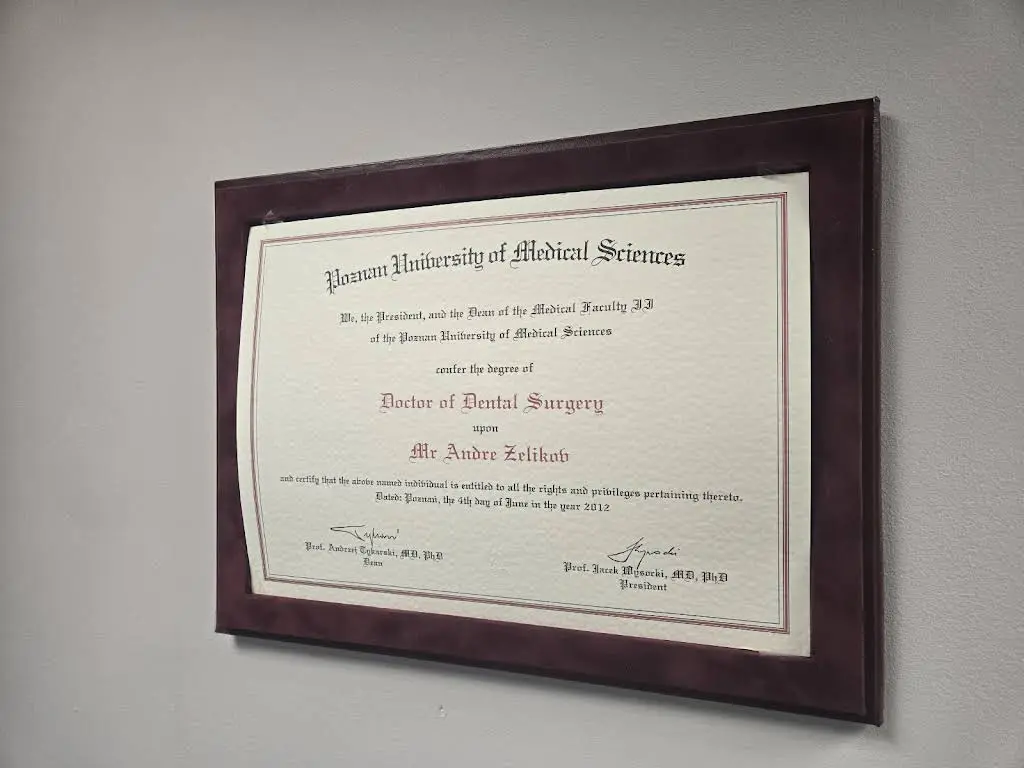 Poznan University of Medical Sciences
We, the President, and the Dean of the Medical Faculty II
of the Poznan University of Medical Sciences
confer the degree of
Doctor of Dental Surgery
upon
Mr Andre Zelikov
and certify that the above named individual is entitled to all the rights and privileges pertaining thereto.
Dated: Poznań, the 4th day of June in the year 2012
Prof. Andrzej Tykarski, MD, PhD
Dean
Prof. Jacek Wysocki, MD, PhD
President